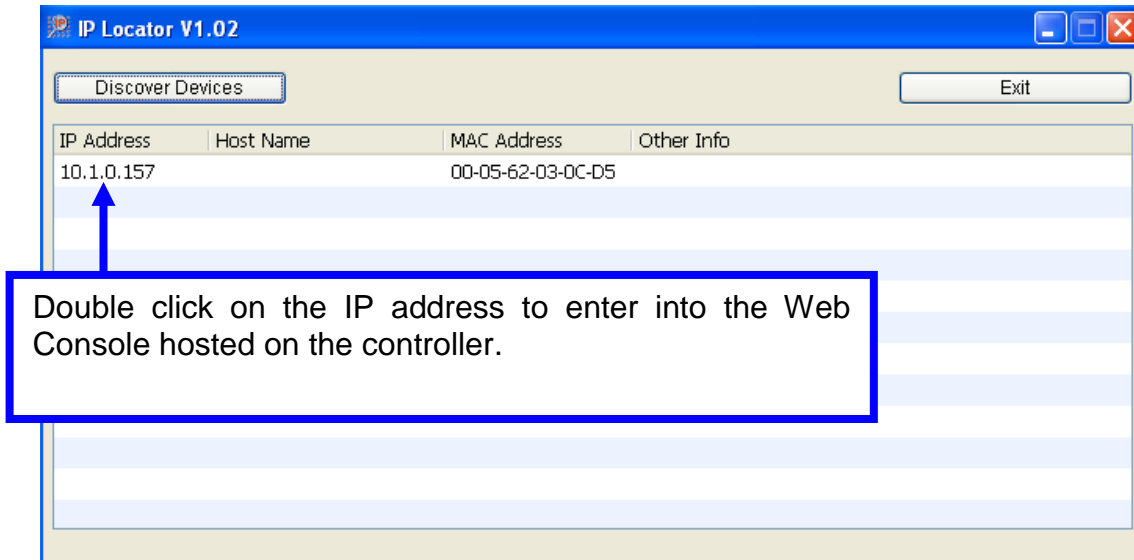 IP Locator V1.02
Discover Devices Exit
IP Address Host Name MAC Address Other Info
10.1.0.157 00-05-62-03-0C-D5
Double click on the IP address to enter into the Web
Console hosted on the controller.